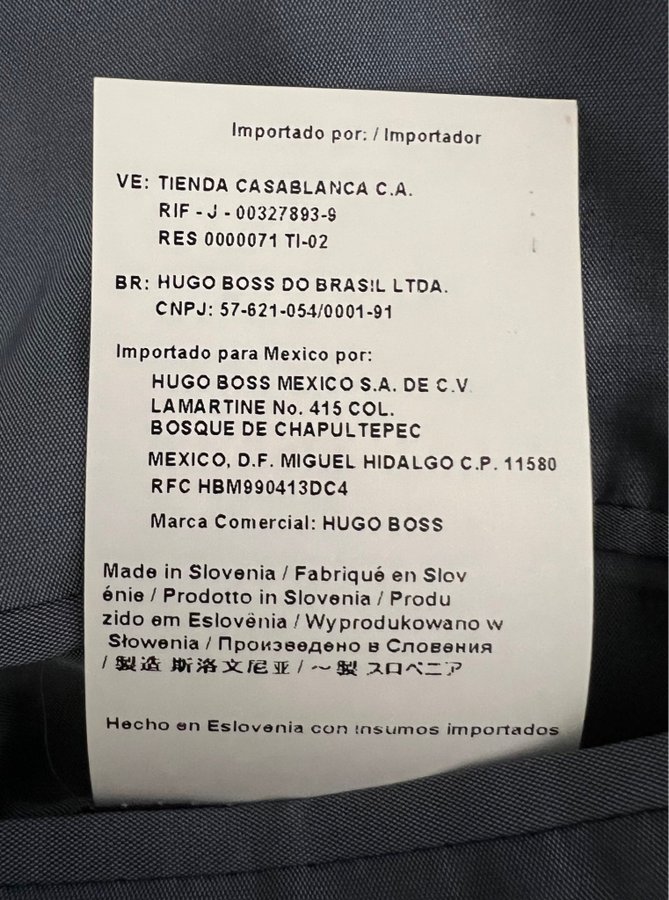 Importado por: / Importador
VE: TIENDA CASABLANCA C.A.
RIF - J - 00327893-9
RES 0000071 TI-02
BR: HUGO BOSS DO BRASIL LTDA.
CNPJ: 57-621-054/0001-91
Importado para Mexico por:
HUGO BOSS MEXICO S.A. DE C.V.
LAMARTINE No. 415 COL.
BOSQUE DE CHAPULTEPEC
MEXICO, D.F. MIGUEL HIDALGO C.P. 11580
RFC HBM990413DC4
Marca Comercial: HUGO BOSS
Made in Slovenia / Fabriqué en Slov
énie / Prodotto in Slovenia / Produ
zido em Eslovênia / Wyprodukowano w
Słowenia / Произведено в Словения
/ 製造 斯洛文尼亚 / ～製 スロベニア
Hecho en Eslovenia con insumos importados